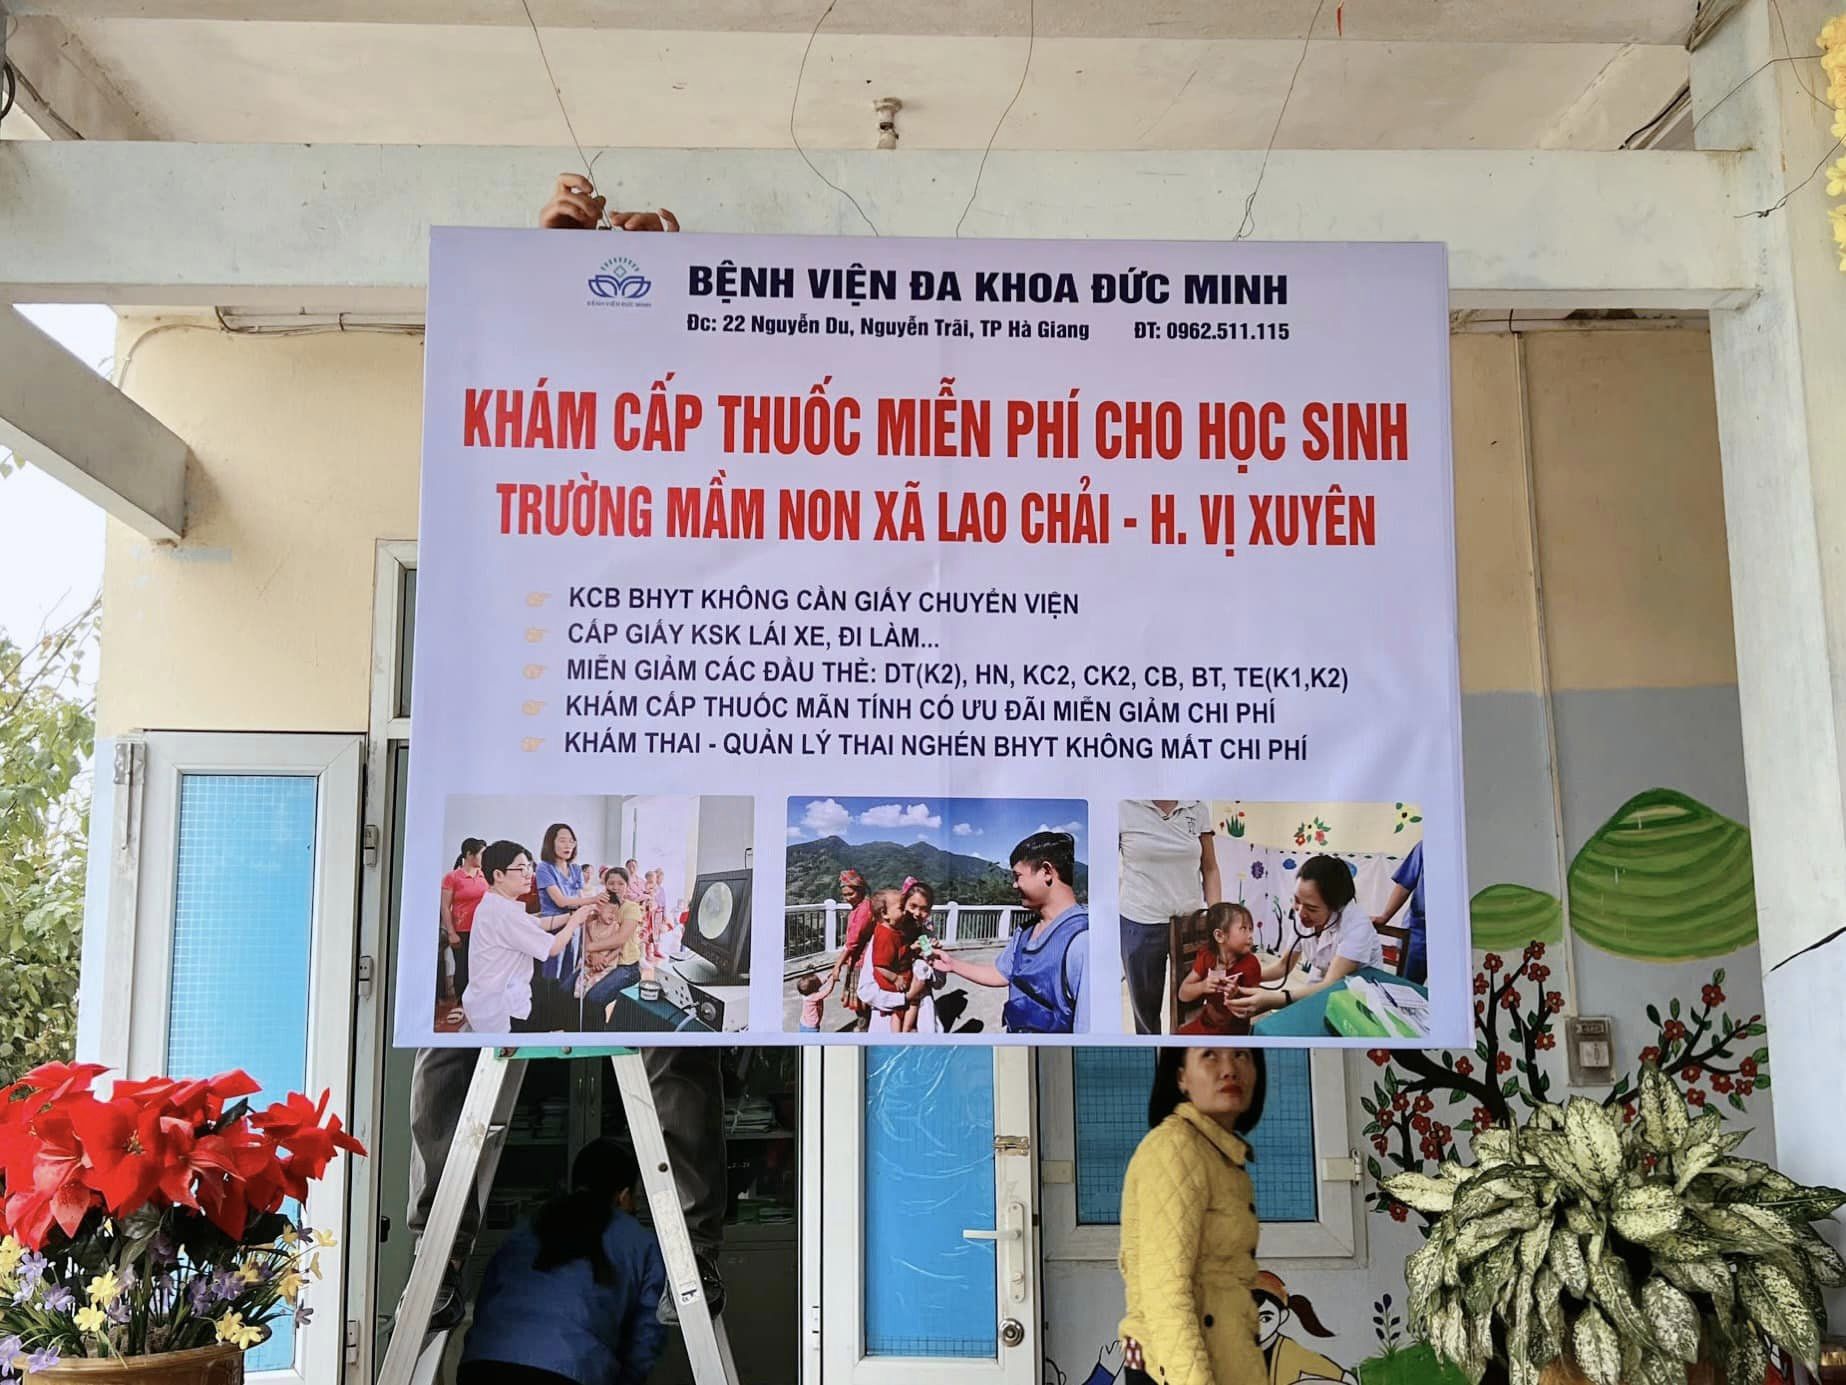 BỆNH VIỆN ĐỨC MINH
BỆNH VIỆN ĐA KHOA ĐỨC MINH
Đc: 22 Nguyễn Du, Nguyễn Trãi, TP Hà Giang ĐT: 0962.511.115
KHÁM CẤP THUỐC MIỄN PHÍ CHO HỌC SINH
TRƯỜNG MẦM NON XÃ LAO CHẢI - H. VỊ XUYÊN
KCB BHYT KHÔNG CẦN GIẤY CHUYỂN VIỆN
CẤP GIẤY KSK LÁI XE, ĐI LÀM...
MIỄN GIẢM CÁC ĐẦU THẺ: DT(K2), HN, KC2, CK2, CB, BT, TE(K1,K2)
KHÁM CẤP THUỐC MÃN TÍNH CÓ ƯU ĐÃI MIỄN GIẢM CHI PHÍ
KHÁM THAI - QUẢN LÝ THAI NGHÉN BHYT KHÔNG MẤT CHI PHÍ